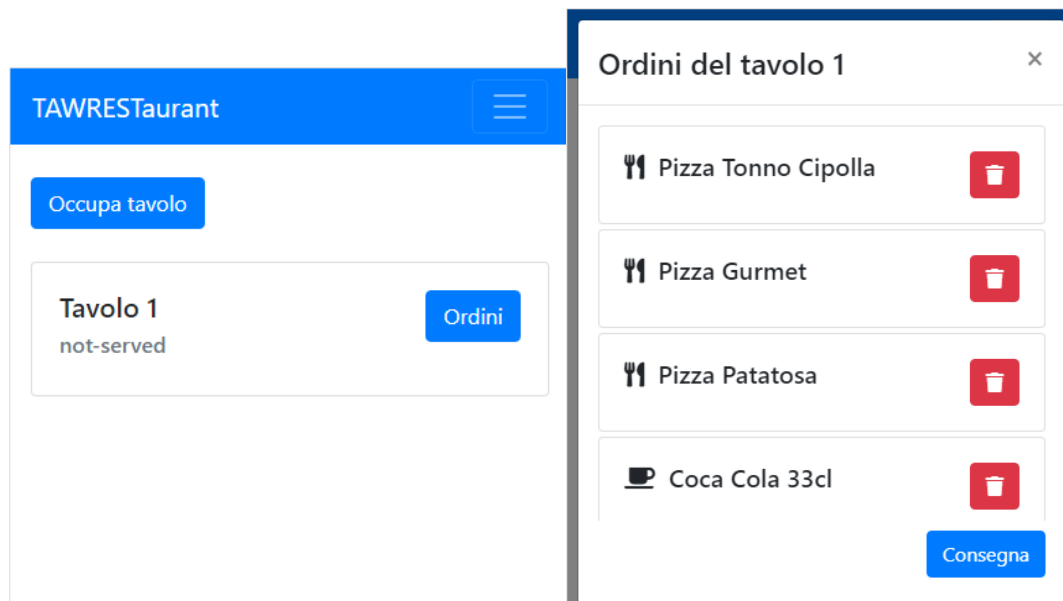 TAWRESTaurant
Occupa tavolo
Tavolo 1
not-served
Ordini
Ordini del tavolo 1
×
Pizza Tonno Cipolla
Pizza Gurmet
Pizza Patatosa
Coca Cola 33cl
Consegna